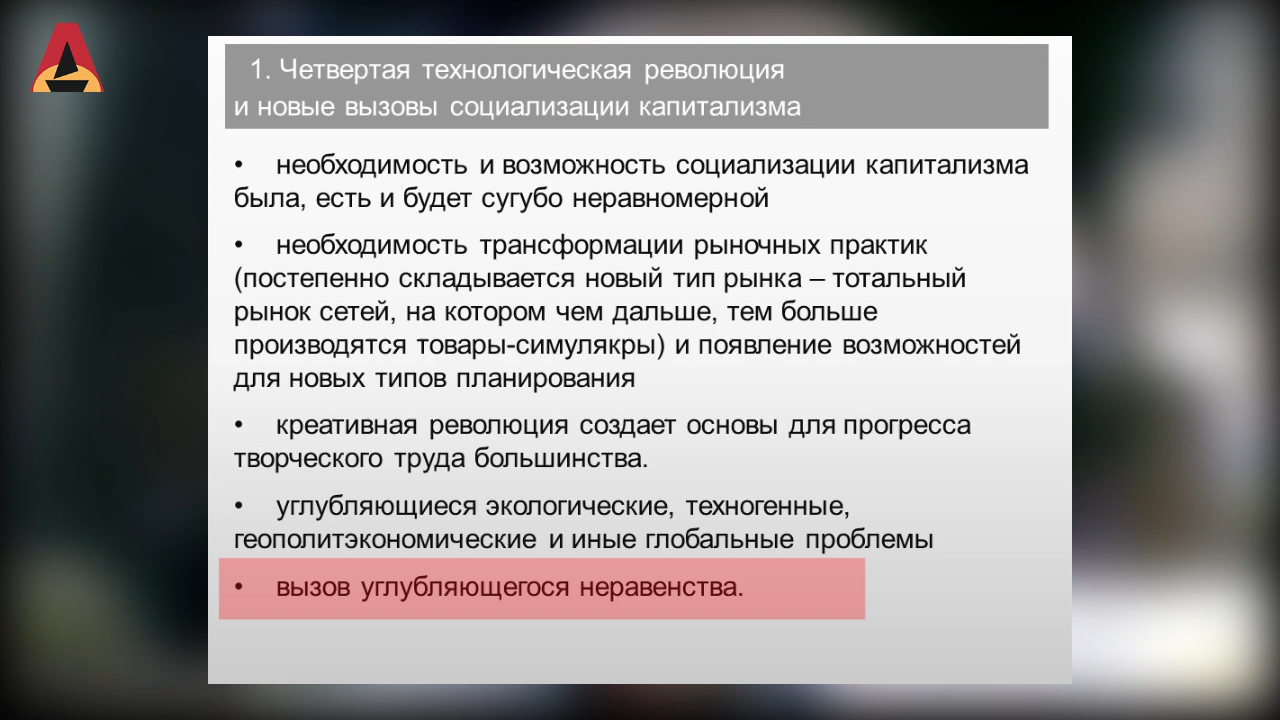 1. Четвертая технологическая революция
и новые вызовы социализации капитализма
• необходимость и возможность социализации капитализма
была, есть и будет сугубо неравномерной
• необходимость трансформации рыночных практик
(постепенно складывается новый тип рынка – тотальный
рынок сетей, на котором чем дальше, тем больше
производятся товары-симулякры) и появление возможностей
для новых типов планирования
• креативная революция создает основы для прогресса
творческого труда большинства.
• углубляющиеся экологические, техногенные,
геополитэкономические и иные глобальные проблемы
• вызов углубляющегося неравенства.